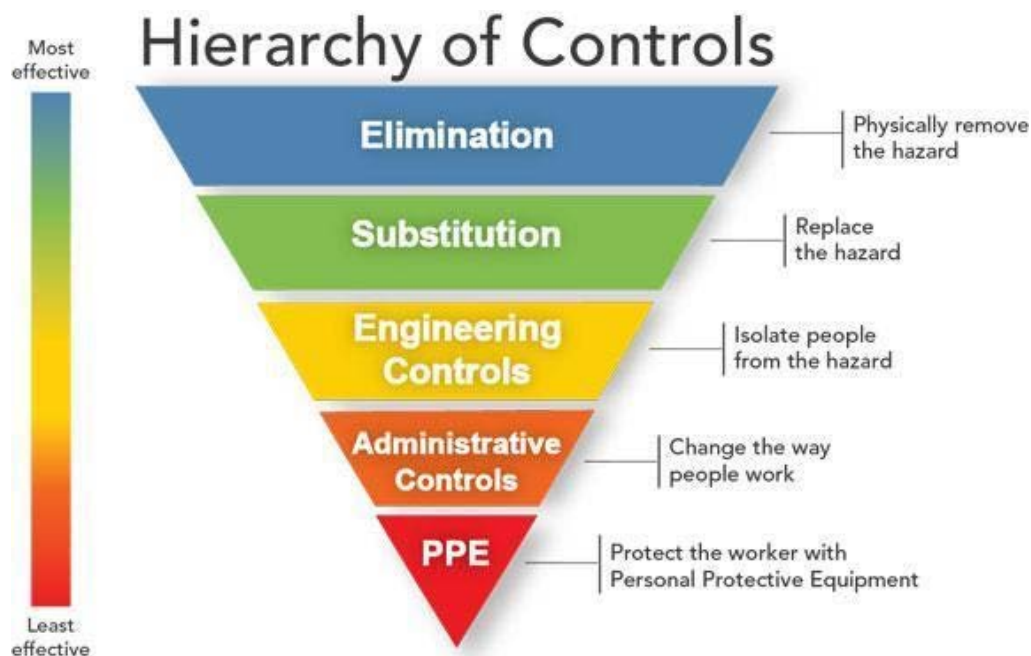 Hierarchy of Controls
Most
effective
Elimination
Physically remove
the hazard
Substitution
Replace
the hazard
Engineering
Controls
Isolate people
from the hazard
Administrative
Controls
Change the way
people work
PPE
Protect the worker with
Personal Protective Equipment
Least
effective